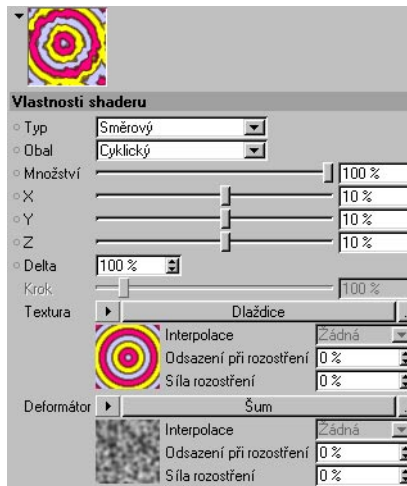 Vlastnosti shaderu
Typ Směrový
Obal Cyklický
Množství 100 %
X 10 %
Y 10 %
Z 10 %
Delta 100 %
Krok 100 %
Textura Dlaždice
Interpolace Žádná
Odsazení při rozostření 0 %
Síla rozostření 0 %
Deformátor Šum
Interpolace Žádná
Odsazení při rozostření 0 %
Síla rozostření 0 %